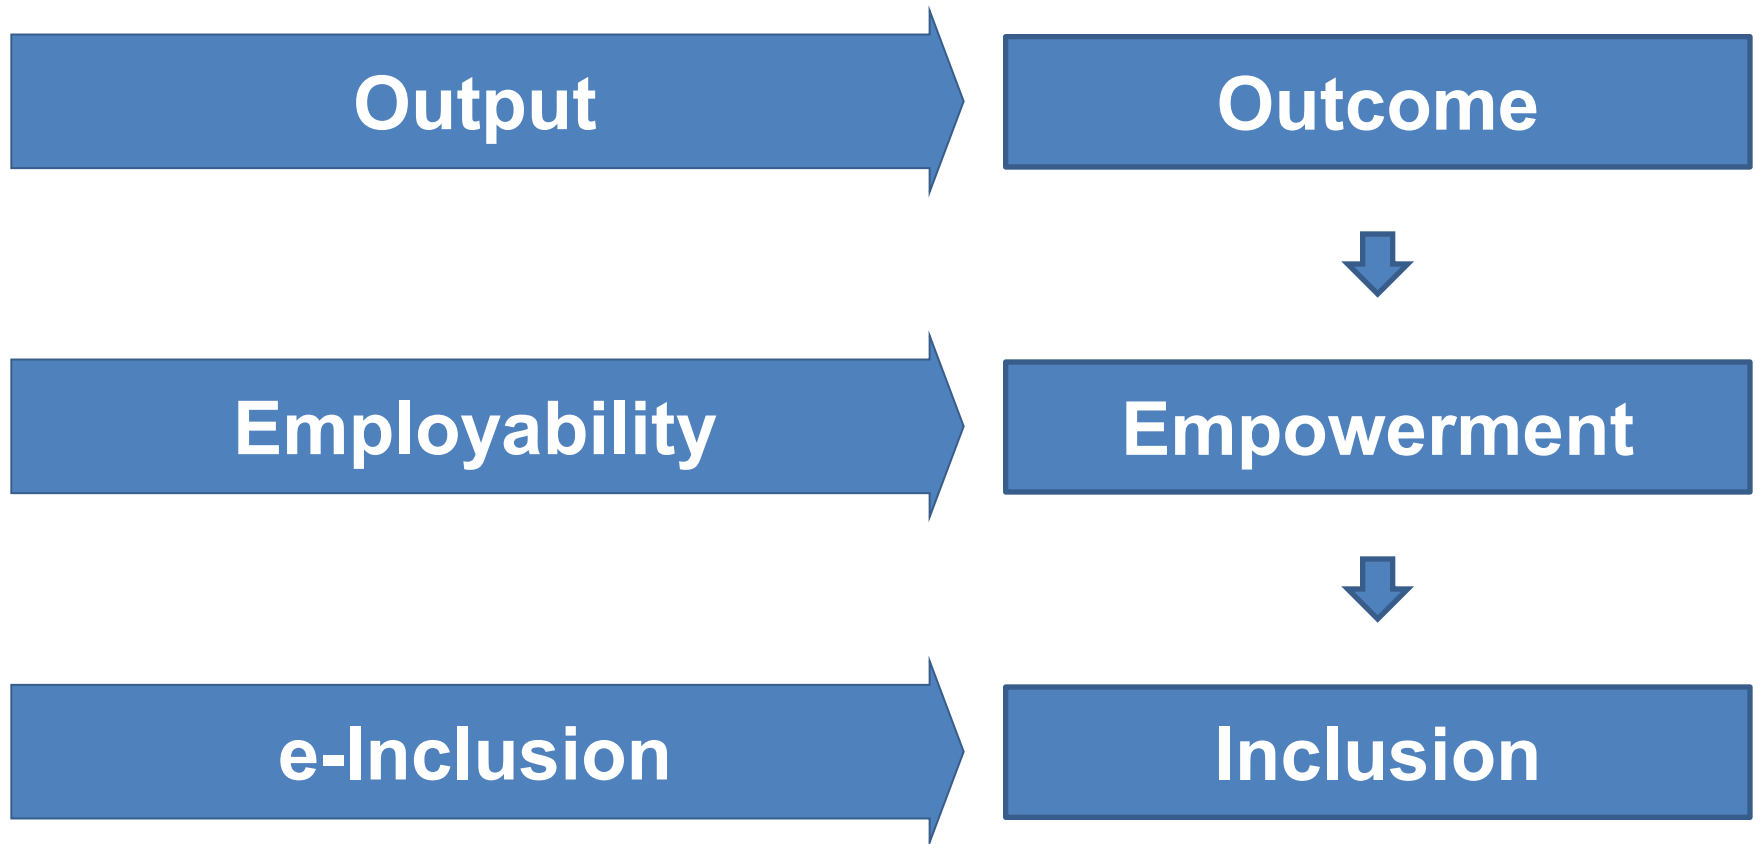 Output
Outcome
Employability
Empowerment
e-Inclusion
Inclusion